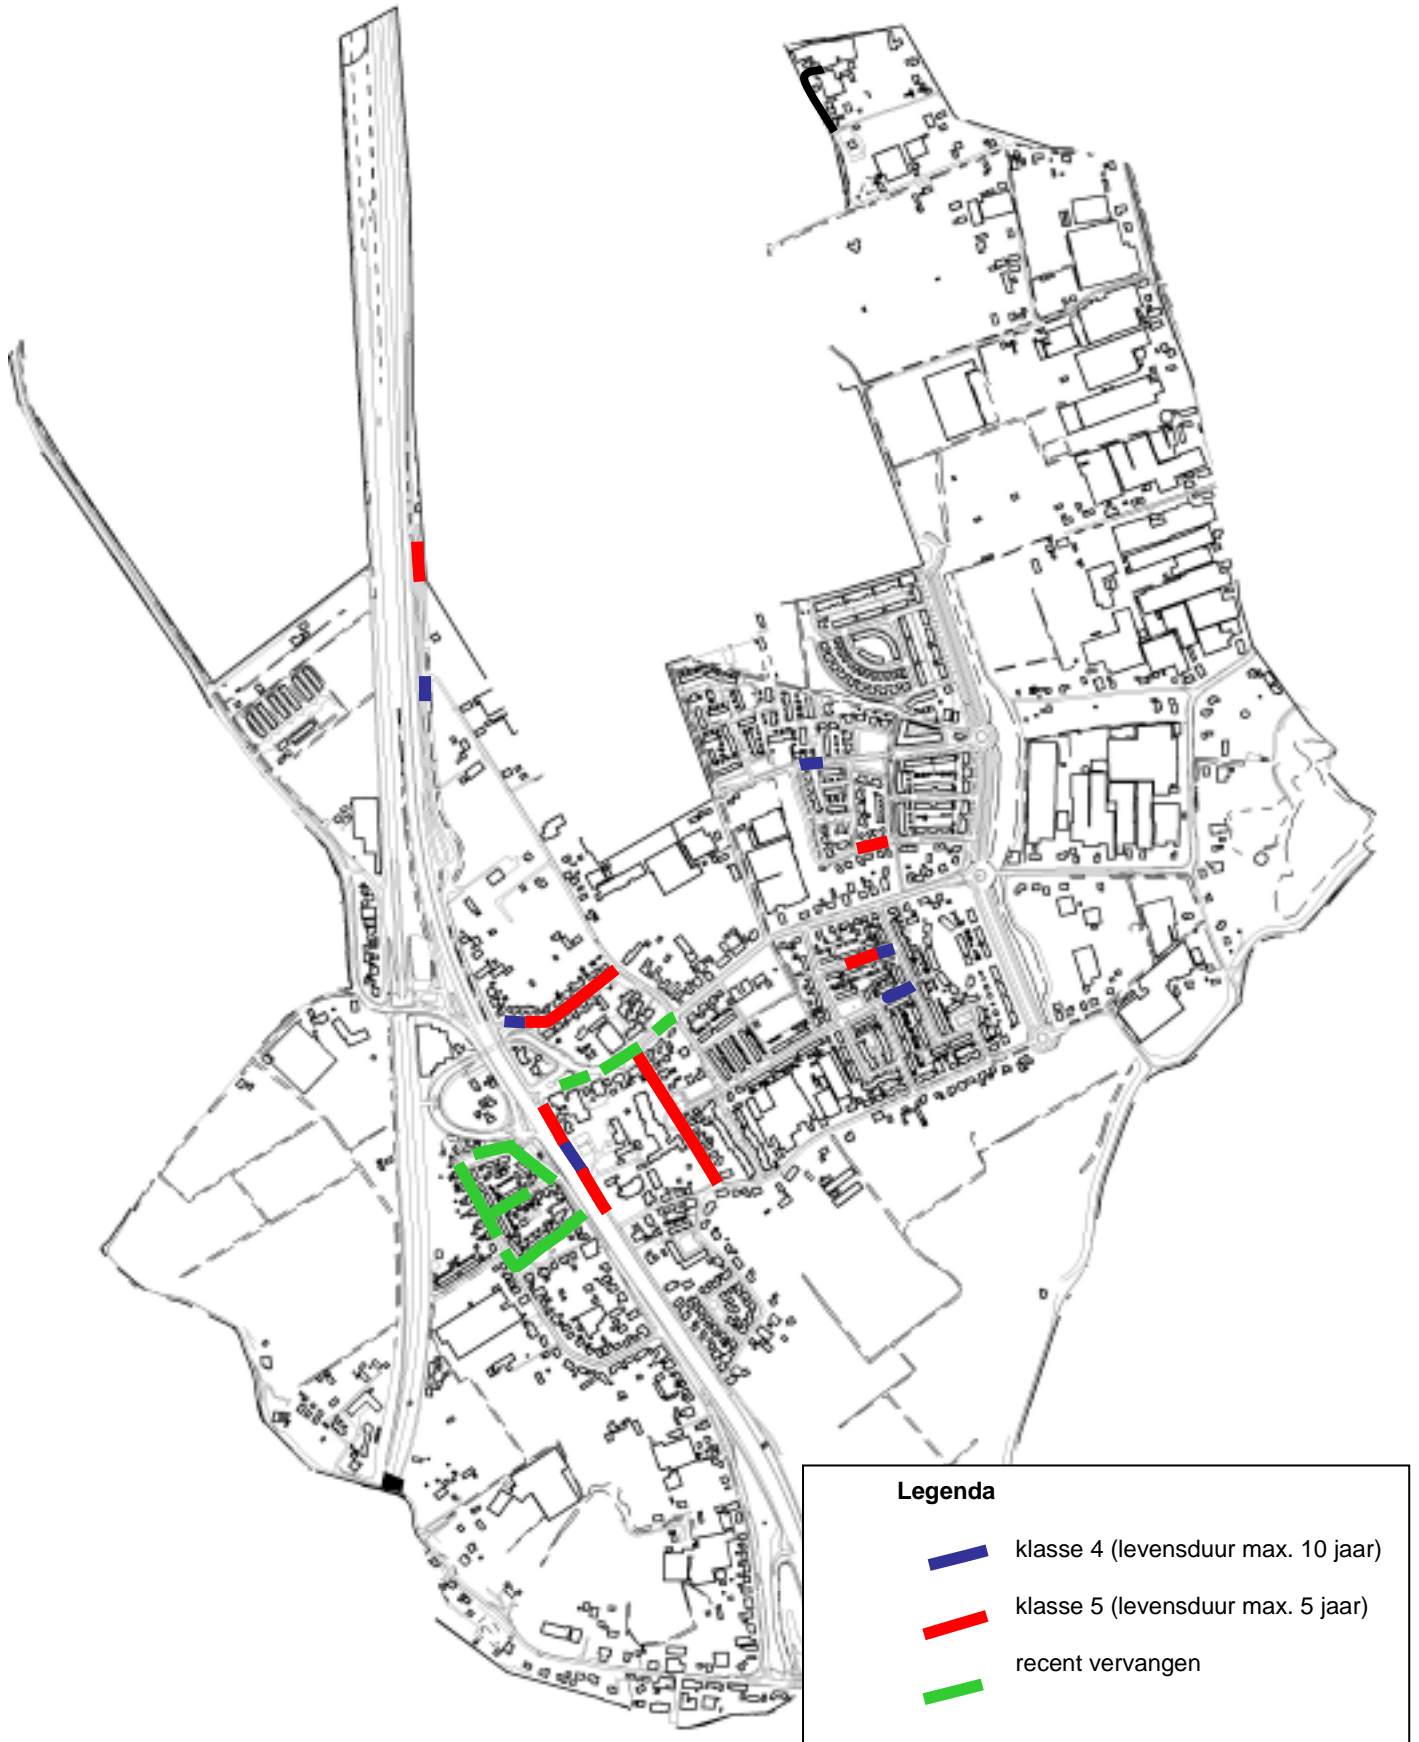 Legenda
klasse 4 (levensduur max. 10 jaar)
klasse 5 (levensduur max. 5 jaar)
recent vervangen